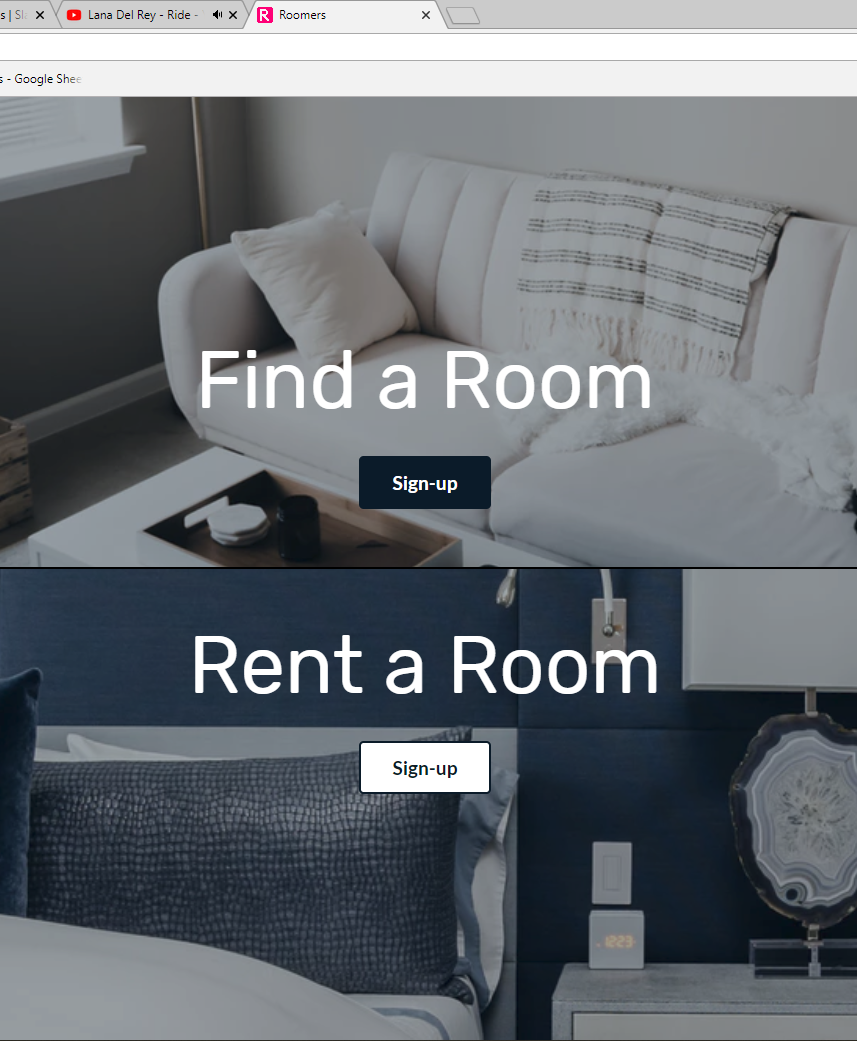 s | Sl
Lana Del Rey - Ride -
R Roomers
s - Google Shee
Find a Room
Sign-up
Rent a Room
Sign-up
1223